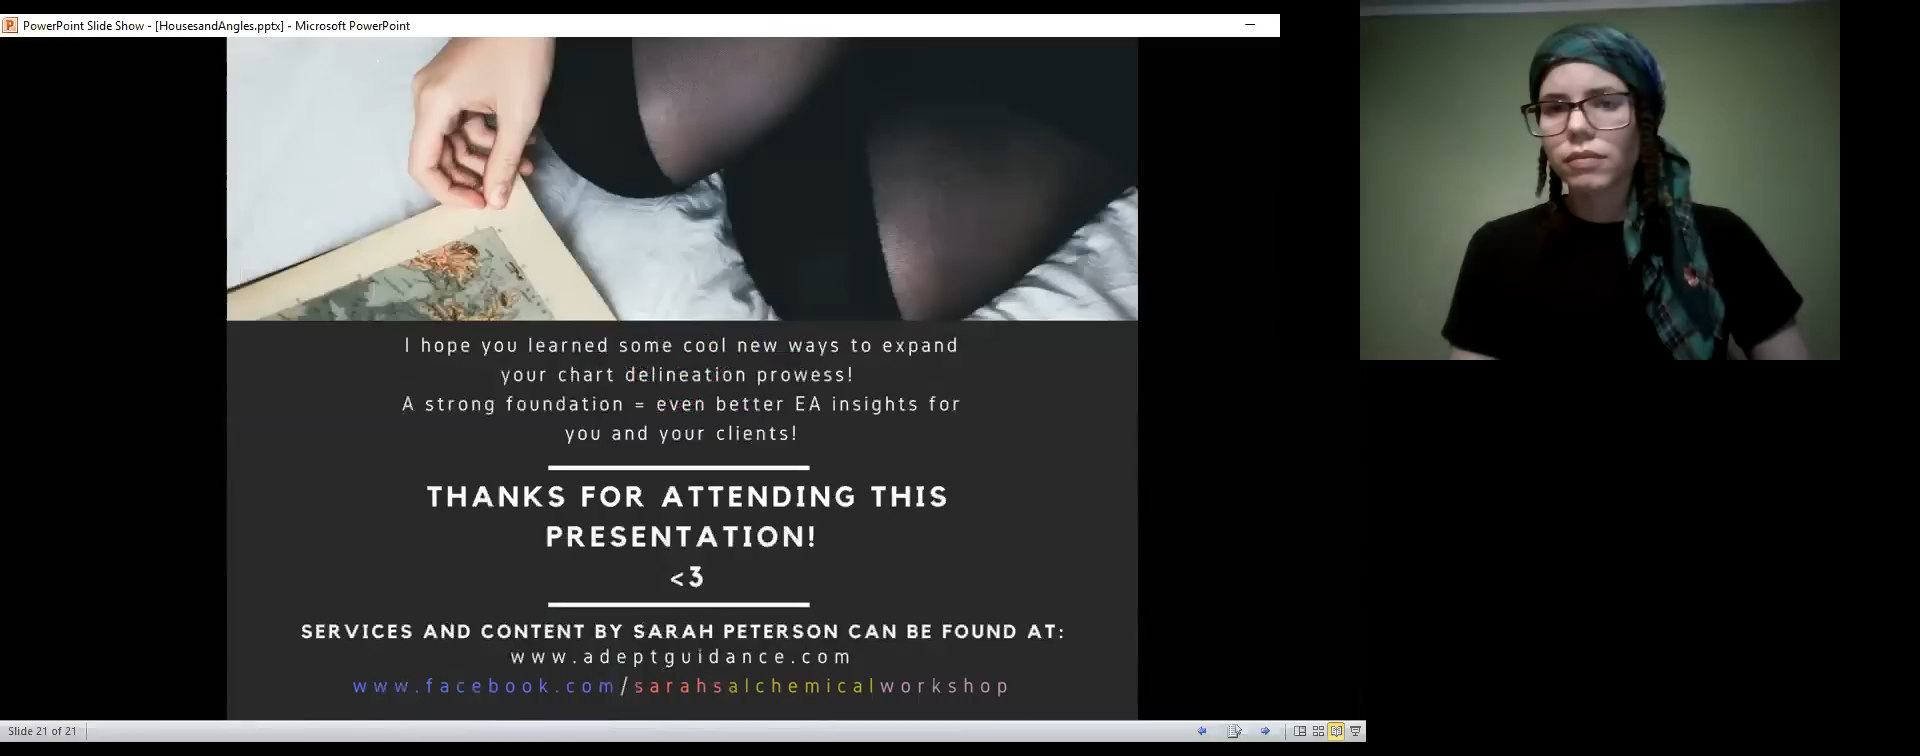 PowerPoint Slide Show - [HousesandAngles.pptx] - Microsoft PowerPoint
I hope you learned some cool new ways to expand
your chart delineation prowess!
A strong foundation = even better EA insights for
you and your clients!
THANKS FOR ATTENDING THIS
PRESENTATION!
<3
SERVICES AND CONTENT BY SARAH PETERSON CAN BE FOUND AT:
www.adeptguidance.com
www.facebook.com/sarahsalchemicalworkshop
Slide 21 of 21